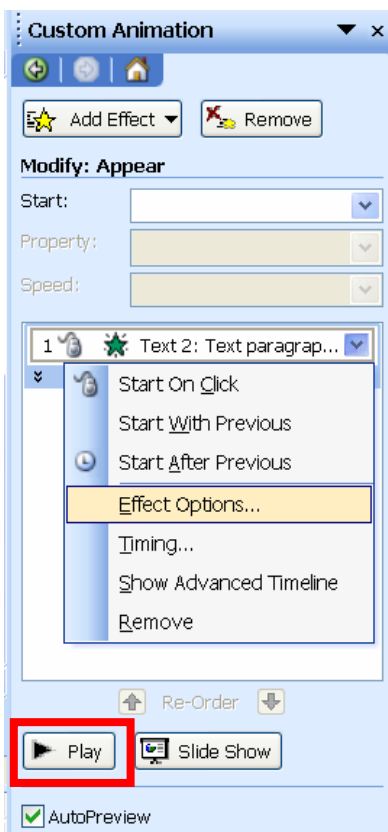 Custom Animation
Add Effect Remove
Modify: Appear
Start:
Property:
Speed:
1 Text 2: Text paragrap...
Start On Click
Start With Previous
Start After Previous
Effect Options...
Timing...
Show Advanced Timeline
Remove
Re-Order
Play Slide Show
AutoPreview